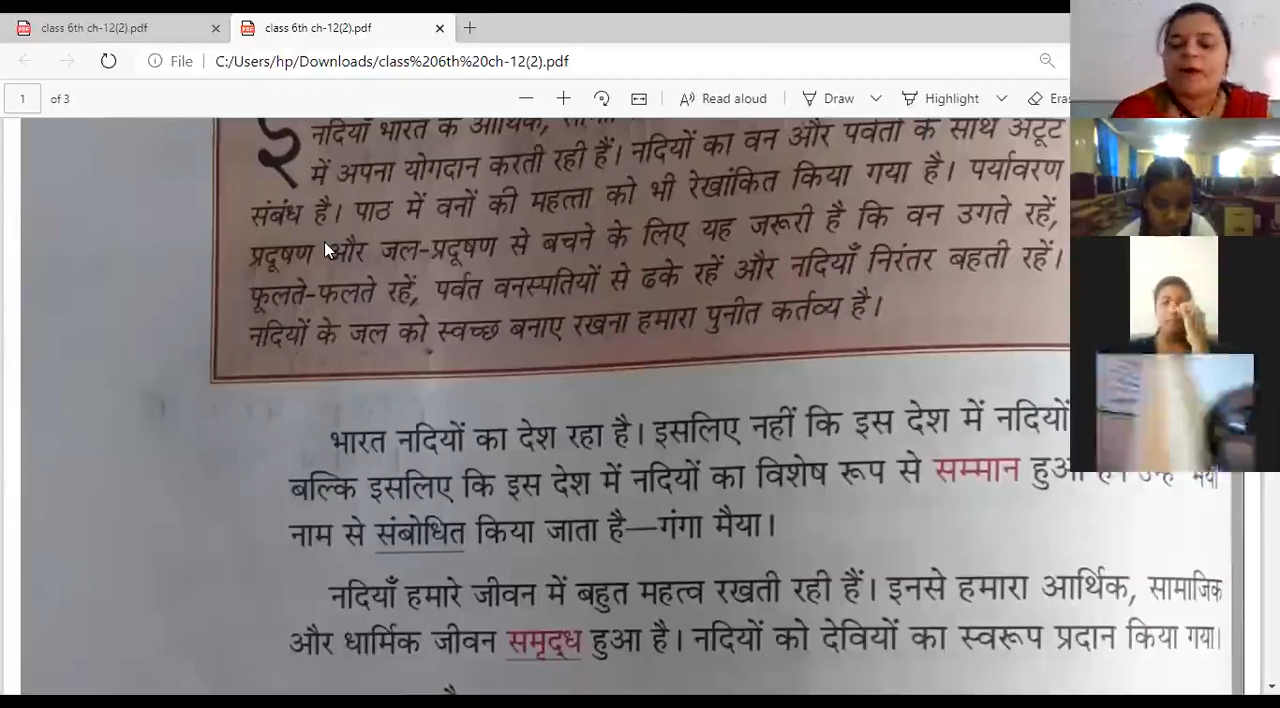 class 6th ch-12(2).pdf
class 6th ch-12(2).pdf
File C:/Users/hp/Downloads/class%206th%20ch-12(2).pdf
1 of 3 Read aloud Draw Highlight
नदियाँ भारत के आर्थिक,
में अपना योगदान करती रही हैं। नदियों का वन और पर्वतों के साथ अटूट
संबंध है। पाठ में वनों की महत्ता को भी रेखांकित किया गया है। पर्यावरण
प्रदूषण और जल-प्रदूषण से बचने के लिए यह जरूरी है कि वन उगते रहें,
फूलते-फलते रहें, पर्वत वनस्पतियों से ढके रहें और नदियाँ निरंतर बहती रहें।
नदियों के जल को स्वच्छ बनाए रखना हमारा पुनीत कर्तव्य है।
भारत नदियों का देश रहा है। इसलिए नहीं कि इस देश में नदियों
बल्कि इसलिए कि इस देश में नदियों का विशेष रूप से सम्मान
नाम से संबोधित किया जाता है—गंगा मैया।
नदियाँ हमारे जीवन में बहुत महत्व रखती रही हैं। इनसे हमारा आर्थिक, सामाजिक
और धार्मिक जीवन समृद्ध हुआ है। नदियों को देवियों का स्वरूप प्रदान किया गया।